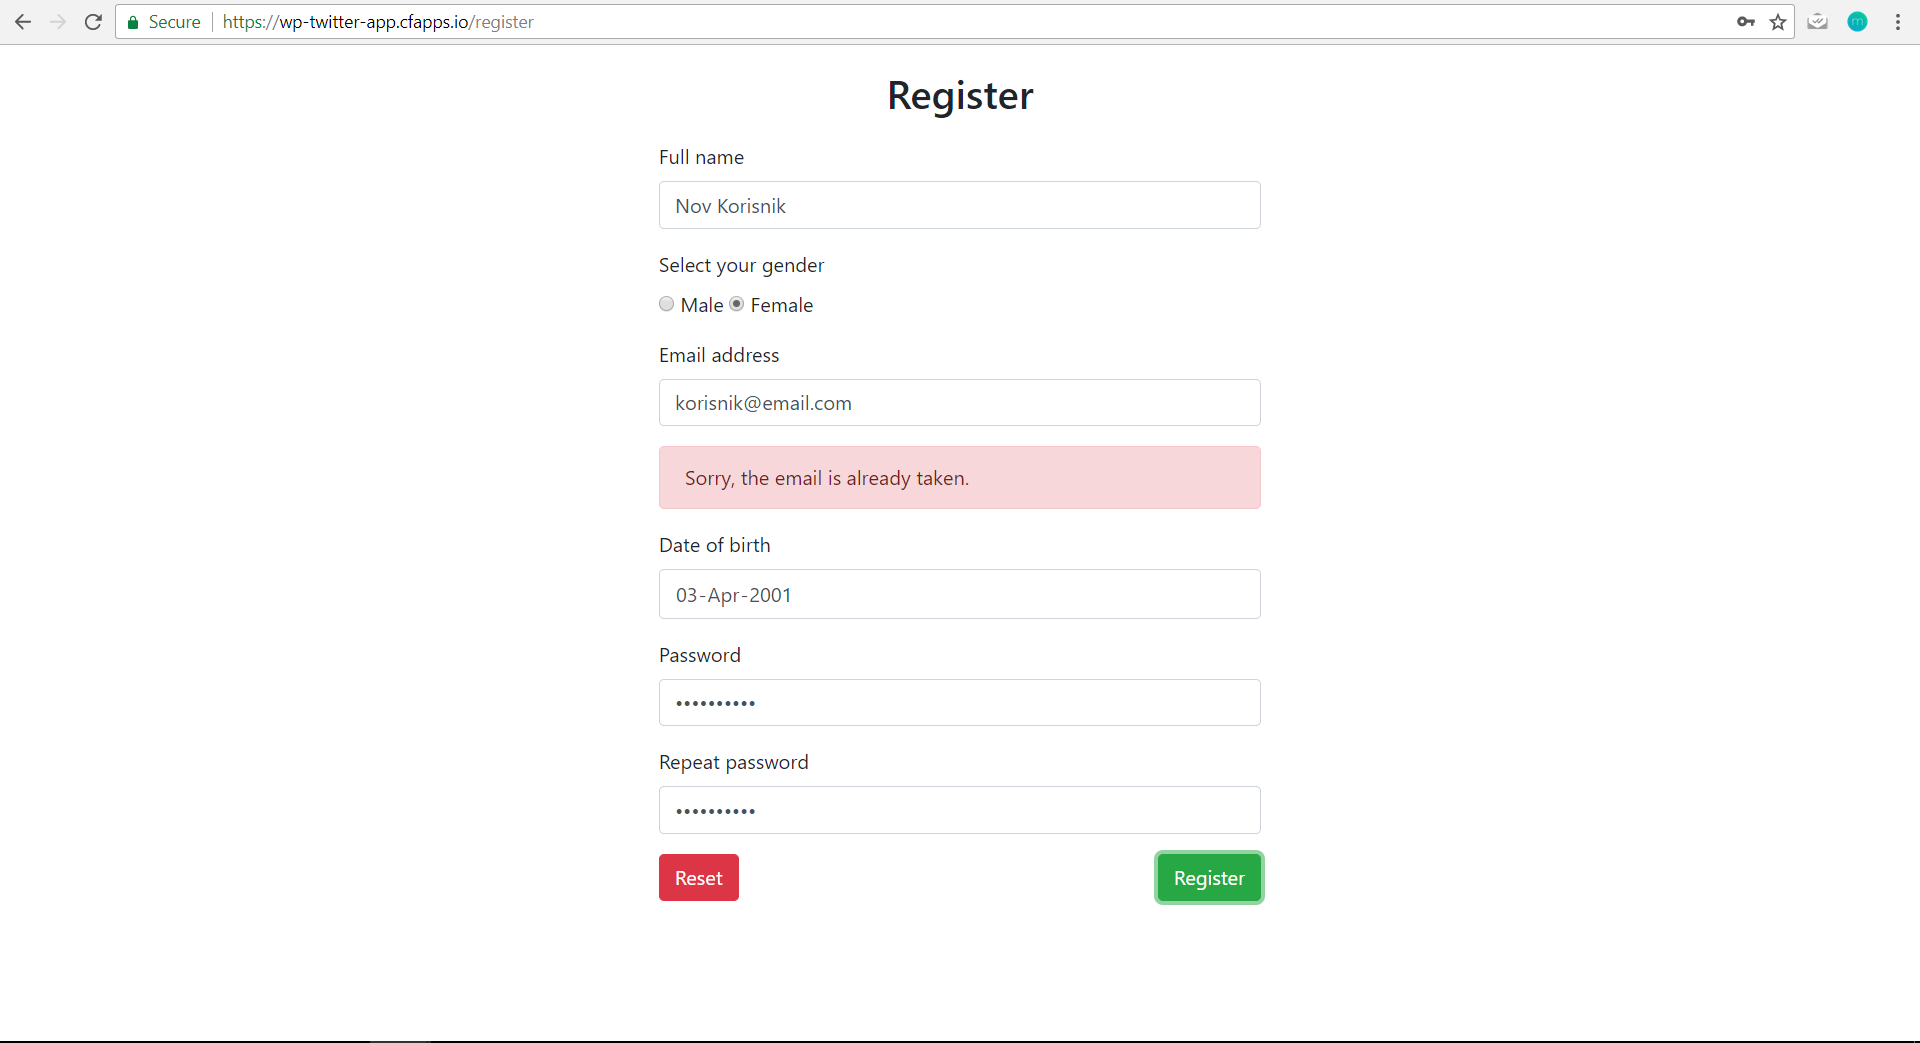 Secure https://wp-twitter-app.cfapps.io/register
m
Register
Full name
Nov Korisnik
Select your gender
Male Female
Email address
korisnik@email.com
Sorry, the email is already taken.
Date of birth
03-Apr-2001
Password
••••••••••
Repeat password
••••••••••
Reset Register